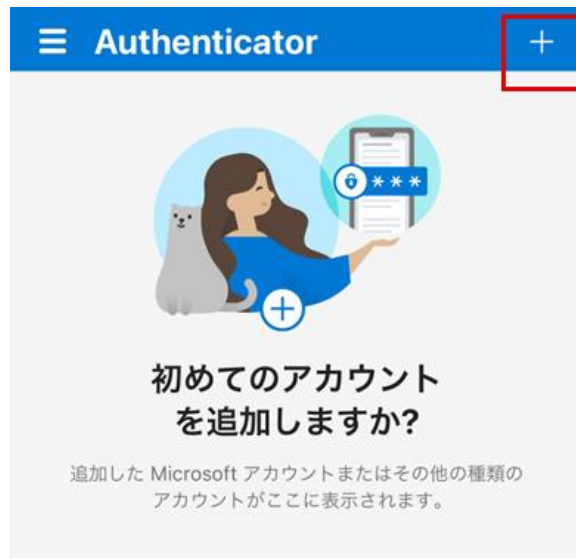 Authenticator
***
初めてのアカウント
を追加しますか?
追加した Microsoft アカウントまたはその他の種類の
アカウントがここに表示されます。